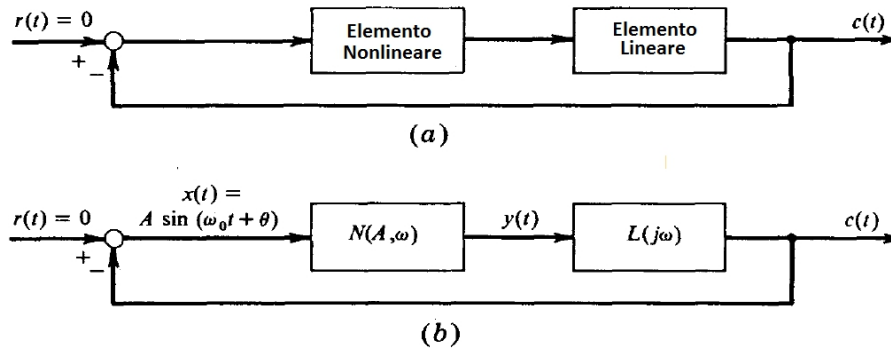 r(t) = 0
+
−
Elemento
Nonlineare
Elemento
Lineare
c(t)
(a)
x(t) =
r(t) = 0
A sin (ω₀t + θ)
+
−
N(A,ω)
y(t)
L(jω)
c(t)
(b)